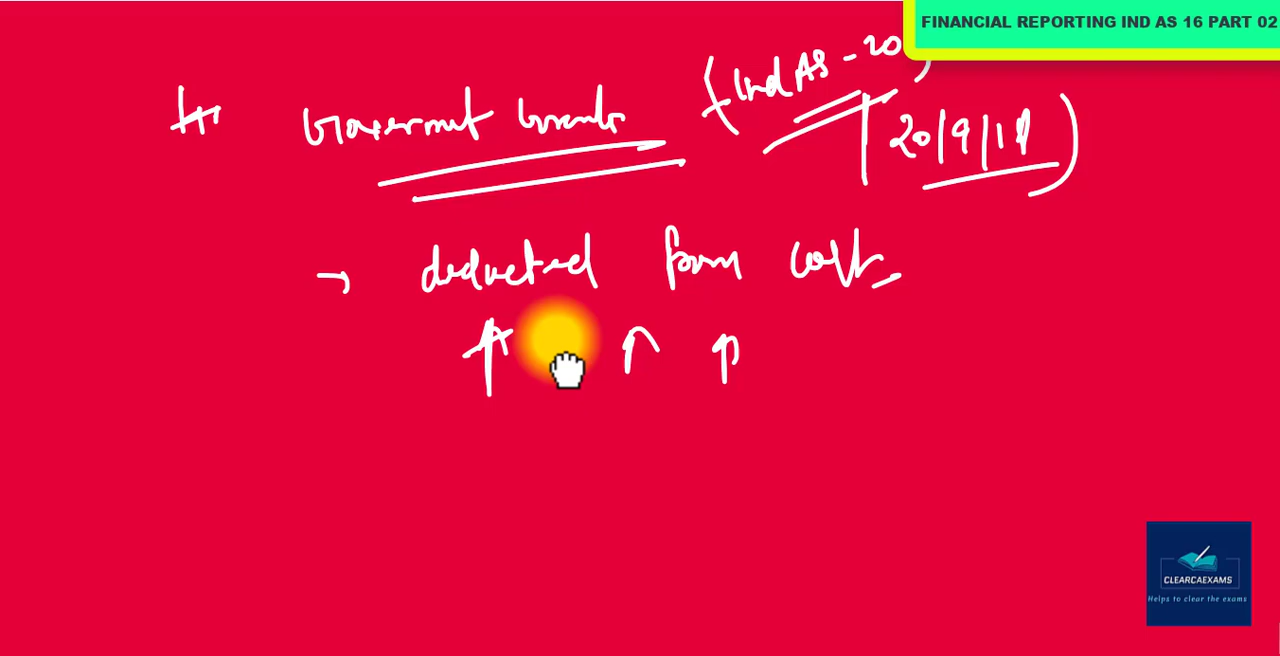 FINANCIAL REPORTING IND AS 16 PART 02
Government Grants (Ind AS - 20)
20/9/18)
→ deducted from cost.
CLEARCAEXAMS
Helps to clear the exams